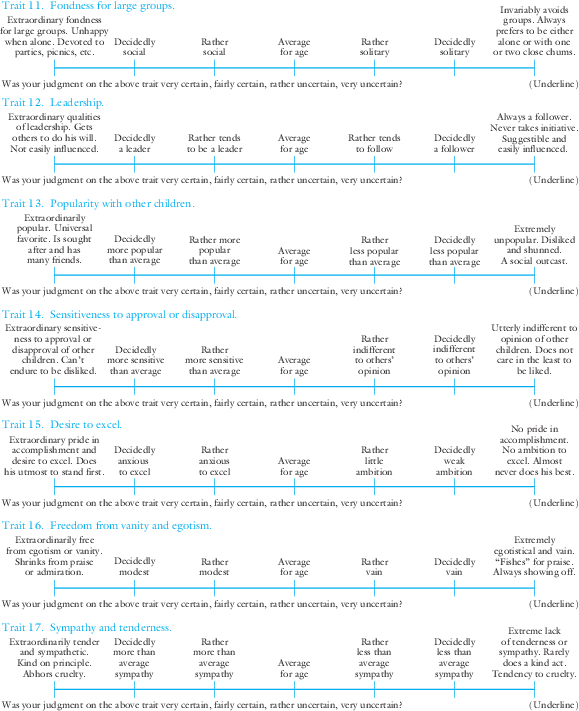 Trait 11. Fondness for large groups.
Extraordinary fondness
for large groups. Unhappy
when alone. Devoted to
parties, picnics, etc.
Decidedly
social
Rather
social
Average
for age
Rather
solitary
Decidedly
solitary
Invariably avoids
groups. Always
prefers to be either
alone or with one
or two close chums.
Was your judgment on the above trait very certain, fairly certain, rather uncertain, very uncertain? (Underline)
Trait 12. Leadership.
Extraordinary qualities
of leadership. Gets
others to do his will.
Not easily influenced.
Decidedly
a leader
Rather tends
to be a leader
Average
for age
Rather tends
to follow
Decidedly
a follower
Always a follower.
Never takes initiative.
Suggestible and
easily influenced.
Was your judgment on the above trait very certain, fairly certain, rather uncertain, very uncertain? (Underline)
Trait 13. Popularity with other children.
Extraordinarily
popular. Universal
favorite. Is sought
after and has
many friends.
Decidedly
more popular
than average
Rather more
popular
than average
Average
for age
Rather
less popular
than average
Decidedly
less popular
than average
Extremely
unpopular. Disliked
and shunned.
A social outcast.
Was your judgment on the above trait very certain, fairly certain, rather uncertain, very uncertain? (Underline)
Trait 14. Sensitiveness to approval or disapproval.
Extraordinary sensitive-
ness to approval or
disapproval of other
children. Can't
endure to be disliked.
Decidedly
more sensitive
than average
Rather
more sensitive
than average
Average
for age
Rather
indifferent
to others'
opinion
Decidedly
indifferent
to others'
opinion
Utterly indifferent to
opinion of other
children. Does not
care in the least to
be liked.
Was your judgment on the above trait very certain, fairly certain, rather uncertain, very uncertain? (Underline)
Trait 15. Desire to excel.
Extraordinary pride in
accomplishment and
desire to excel. Does
his utmost to stand first.
Decidedly
anxious
to excel
Rather
anxious
to excel
Average
for age
Rather
little
ambition
Decidedly
weak
ambition
No pride in
accomplishment.
No ambition to
excel. Almost
never does his best.
Was your judgment on the above trait very certain, fairly certain, rather uncertain, very uncertain? (Underline)
Trait 16. Freedom from vanity and egotism.
Extraordinarily free
from egotism or vanity.
Shrinks from praise
or admiration.
Decidedly
modest
Rather
modest
Average
for age
Rather
vain
Decidedly
vain
Extremely
egotistical and vain.
“Fishes” for praise.
Always showing off.
Was your judgment on the above trait very certain, fairly certain, rather uncertain, very uncertain? (Underline)
Trait 17. Sympathy and tenderness.
Extraordinarily tender
and sympathetic.
Kind on principle.
Abhors cruelty.
Decidedly
more than
average
sympathy
Rather
more than
average
sympathy
Average
for age
Rather
less than
average
sympathy
Decidedly
less than
average
sympathy
Extreme lack
of tenderness or
sympathy. Rarely
does a kind act.
Tendency to cruelty.